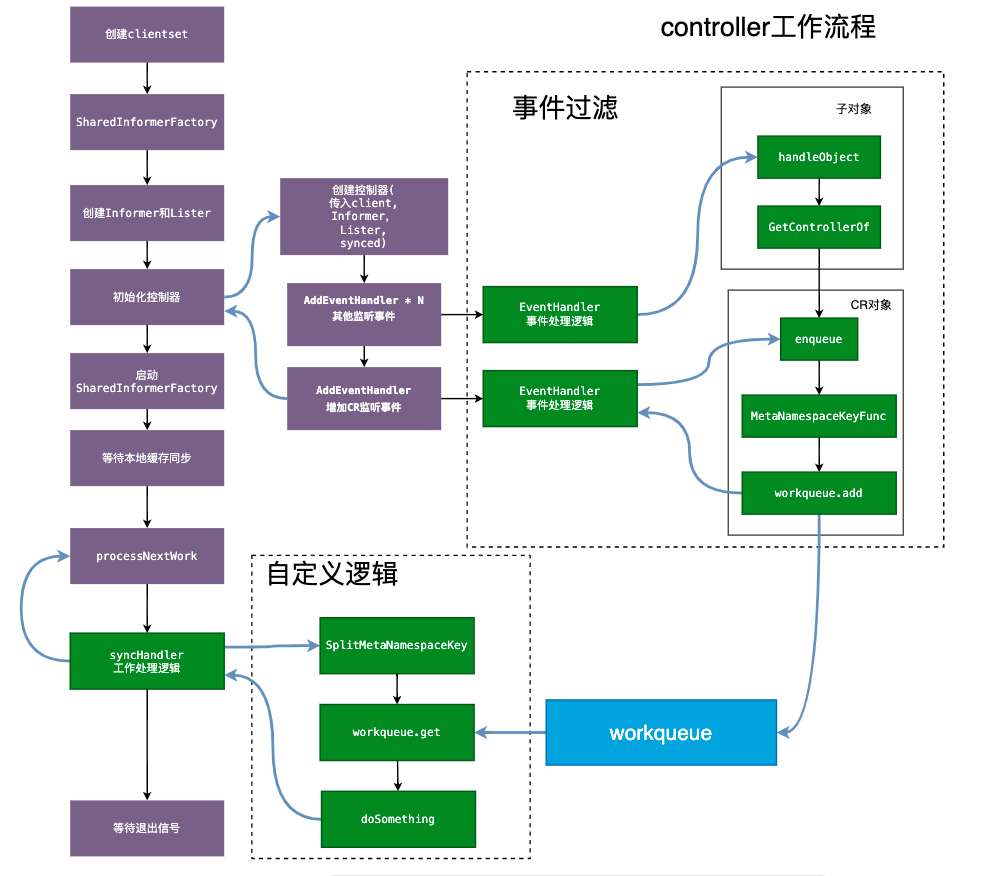 controller工作流程
创建clientset
SharedInformerFactory
创建Informer和Lister
初始化控制器
启动
SharedInformerFactory
等待本地缓存同步
processNextWork
syncHandler
工作处理逻辑
等待退出信号
创建控制器(
传入client,
Informer,
Lister,
synced)
AddEventHandler * N
其他监听事件
AddEventHandler
增加CR监听事件
事件过滤
EventHandler
事件处理逻辑
EventHandler
事件处理逻辑
子对象
handleObject
GetControllerOf
CR对象
enqueue
MetaNamespaceKeyFunc
workqueue.add
自定义逻辑
SplitMetaNamespaceKey
workqueue.get
doSomething
workqueue